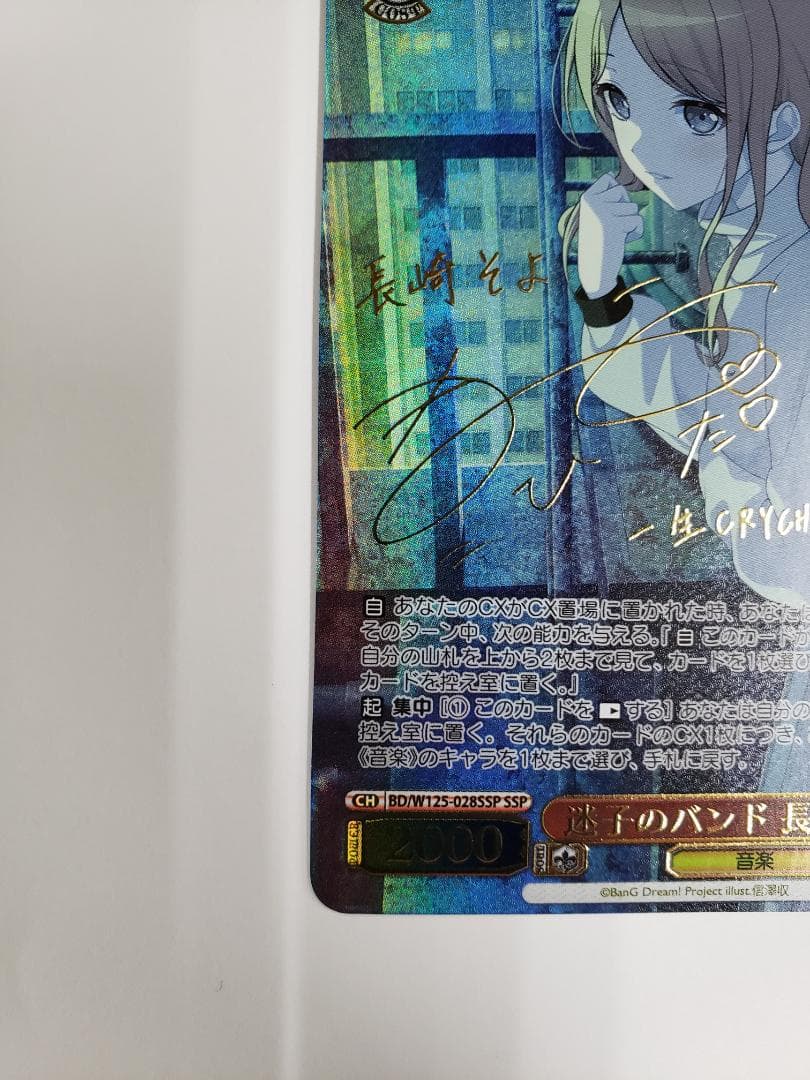 COST
長崎 そよ
一生 CRYCH
自 あなたのCXがCX置場に置かれた時、あなたは
そのターン中、次の能力を与える。『自 このカードが
自分の山札を上から2枚まで見て、カードを1枚選び
カードを控え室に置く。』
起 集中 [① このカードを する] あなたは自分の
控え室に置く。それらのカードのCX1枚につき、
《音楽》のキャラを1枚まで選び、手札に戻す。
CH BD/W125-028SSP SSP
迷子のバンド 長
POWER 2000 SOUL
音楽
©BanG Dream! Project illust.信澤収